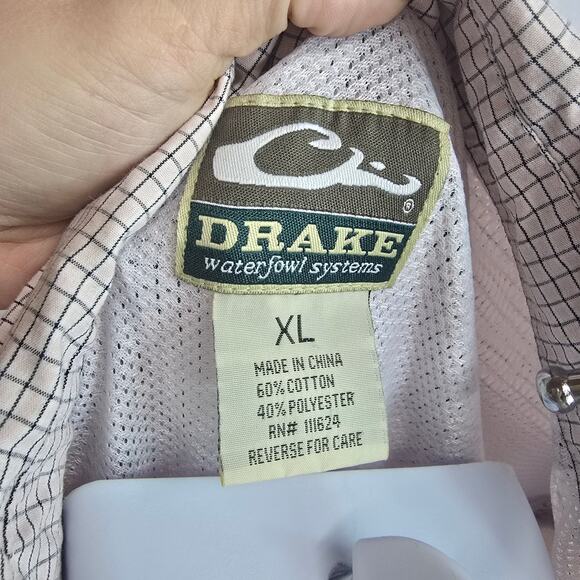 ®
DRAKE
waterfowl systems
XL
MADE IN CHINA
60% COTTON
40% POLYESTER
RN# 111624
REVERSE FOR CARE